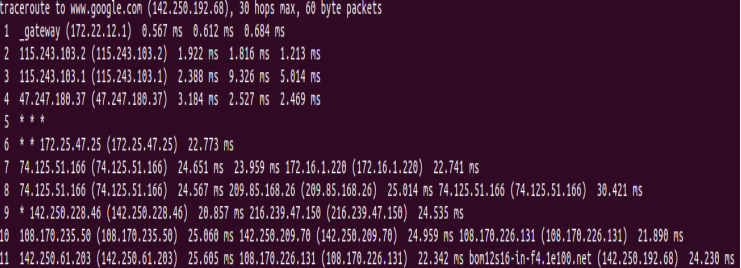 traceroute to www.google.com (142.250.192.68), 30 hops max, 60 byte packets
1 _gateway (172.22.12.1) 0.567 ms 0.612 ms 0.684 ms
2 115.243.103.2 (115.243.103.2) 1.922 ms 1.816 ms 1.213 ms
3 115.243.103.1 (115.243.103.1) 2.388 ms 9.326 ms 5.014 ms
4 47.247.180.37 (47.247.180.37) 3.184 ms 2.527 ms 2.469 ms
5 * * *
6 * * 172.25.47.25 (172.25.47.25) 22.773 ms
7 74.125.51.166 (74.125.51.166) 24.651 ms 23.959 ms 172.16.1.220 (172.16.1.220) 22.741 ms
8 74.125.51.166 (74.125.51.166) 24.567 ms 209.85.168.26 (209.85.168.26) 25.014 ms 74.125.51.166 (74.125.51.166) 30.421 ms
9 * 142.250.228.46 (142.250.228.46) 20.857 ms 216.239.47.150 (216.239.47.150) 24.535 ms
10 108.170.235.50 (108.170.235.50) 25.060 ms 142.250.209.70 (142.250.209.70) 24.959 ms 108.170.226.131 (108.170.226.131) 21.890 ms
11 142.250.61.203 (142.250.61.203) 25.605 ms 108.170.226.131 (108.170.226.131) 22.342 ms bom12s16-in-f4.1e100.net (142.250.192.68) 24.230 ms